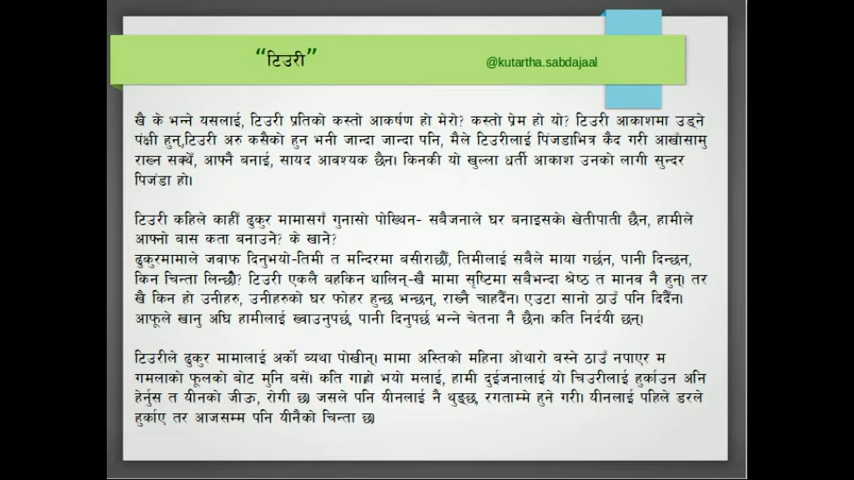 “टिउरी”
@kutartha.sabdajaal
खै के भन्ने यसलाई, टिउरी प्रतिको कस्तो आकर्षण हो मेरो? कस्तो प्रेम हो यो? टिउरी आकाशमा उड्ने
पंक्षी हुन्,टिउरी अरु कसैको हुन भनी जान्दा जान्दा पनि, मैले टिउरीलाई पिंजडाभित्र कैद गरी आखाँसामु
राख्न सक्थेँ, आफ्नै बनाई, सायद आवश्यक छैन। किनकी यो खुल्ला धर्ती आकाश उनको लागी सुन्दर
पिजंडा हो।
टिउरी कहिले काहीं ढुकुर मामासगँ गुनासो पोख्थिन- सबैजनाले घर बनाइसके। खेतीपाती छैन, हामीले
आफ्नो बास कता बनाउने? के खाने?
ढुकुरमामाले जवाफ दिनुभयो-तिमी त मन्दिरमा बसीराछौँ, तिमीलाई सबैले माया गर्छन, पानी दिन्छन,
किन चिन्ता लिन्छौ? टिउरी एकलै बहकिन थालिन्-खै मामा सृष्टिमा सबैभन्दा श्रेष्ठ त मानव नै हुन्। तर
खै किन हो उनीहरु, उनीहरुको घर फोहर हुन्छ भन्छन्, राख्नै चाहदैँन। एउटा सानो ठाउँ पनि दिदैँन।
आफूले खानु अघि हामीलाई ख्वाउनुपर्छ, पानी दिनुपर्छ भन्ने चेतना नै छैन। कति निर्दयी छन्।
टिउरीले ढुकुर मामालाई अर्को व्यथा पोखीन्। मामा अस्तिको महिना ओथारो बस्ने ठाउँ नपाएर म
गमलाको फूलको बोट मुनि बसेँ। कति गाह्रो भयो मलाई, हामी दुईजनालाई यो चिउरीलाई हुर्काउन अनि
हेर्नुस त यीनको जीऊ, रोगी छ। जसले पनि यीनलाई नै थुङ्छ, रगताम्मे हुने गरी। यीनलाई पहिले डरले
हुर्काए तर आजसम्म पनि यीनैको चिन्ता छ।